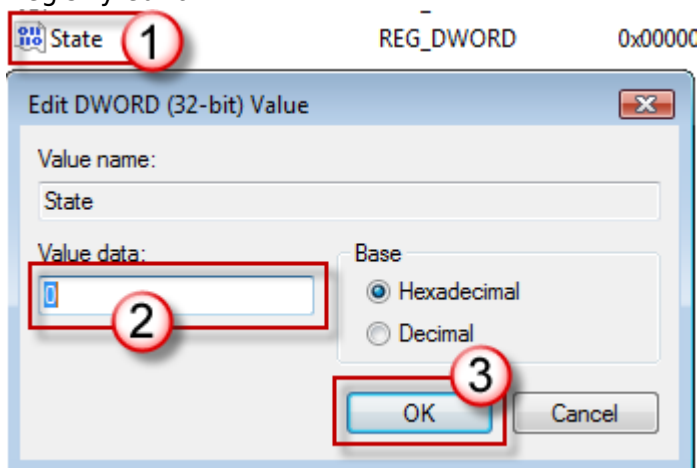 State 1 REG_DWORD 0x00000
Edit DWORD (32-bit) Value
Value name:
State
Value data: Base
0 Hexadecimal
2 Decimal
3
OK Cancel